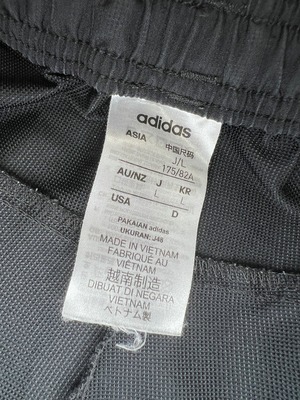 adidas
ASIA 中国尺码
J/L
175/82A
AU/NZ J KR
L L
USA D
PAKAIAN adidas
UKURAN: J48
MADE IN VIETNAM
FABRIQUÉ AU
VIETNAM
越南制造
DIBUAT DI NEGARA
VIETNAM
ベトナム製